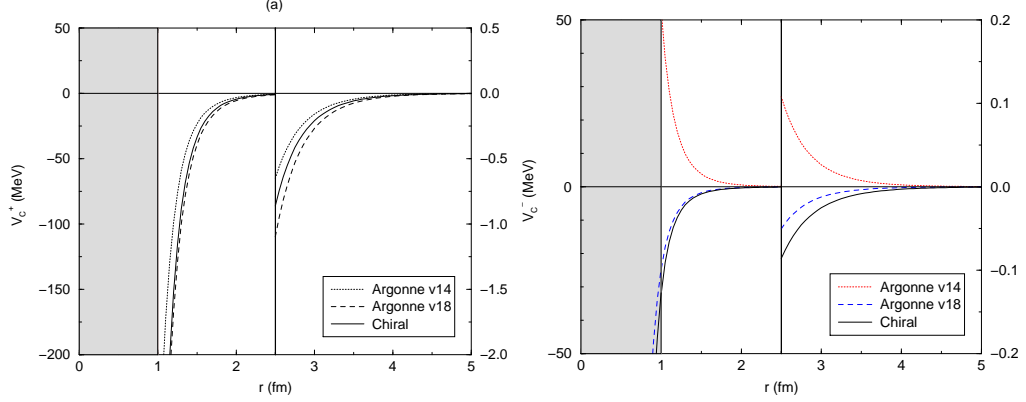 (a)
50
0
−50
−100
−150
−200
0.5
0.0
−0.5
−1.0
−1.5
−2.0
V_c^+ (MeV)
Argonne v14
Argonne v18
Chiral
0 1 2 3 4 5
r (fm)
50
0
−50
0.2
0.1
0.0
−0.1
−0.2
V_c^- (MeV)
Argonne v14
Argonne v18
Chiral
0 1 2 3 4 5
r (fm)